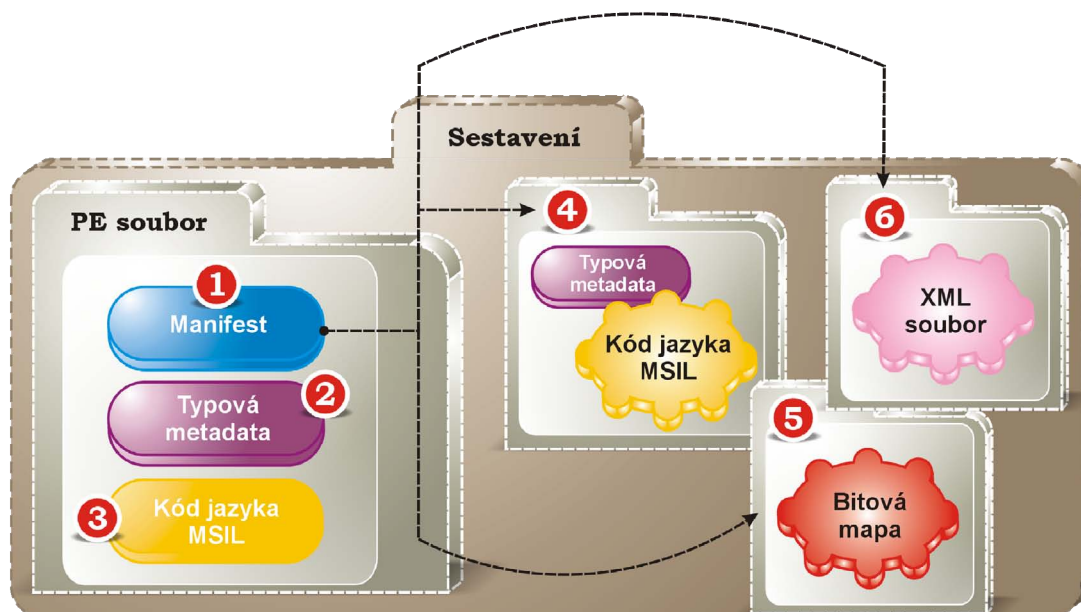 Sestavení
PE soubor
1
Manifest
2
Typová
metadata
3
Kód jazyka
MSIL
4
Typová
metadata
Kód jazyka
MSIL
5
Bitová
mapa
6
XML
soubor